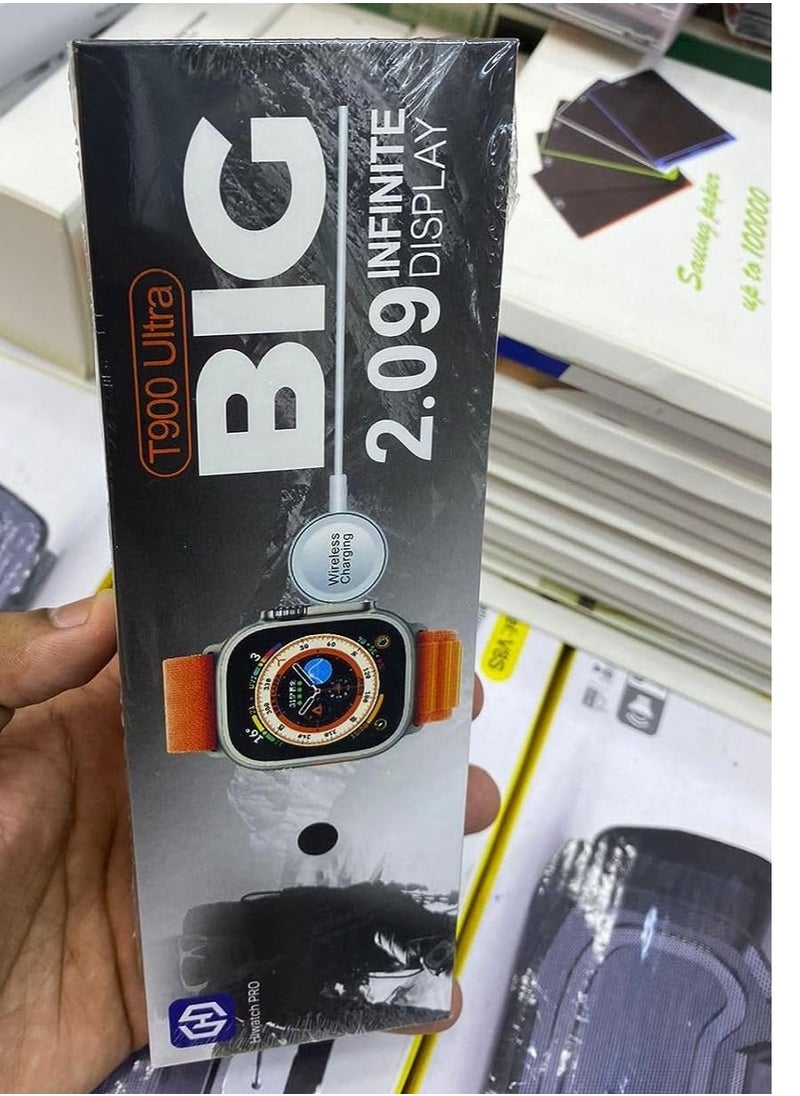 T900 Ultra
BIG
2.09 INFINITE
DISPLAY
Wireless
Charging
Hiwatch PRO
Saving paper
up to 100000